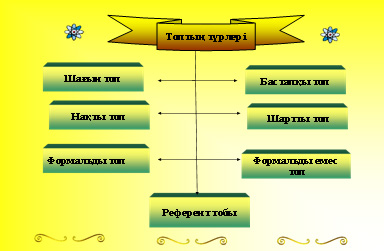 Топтың түрлері
Шағын топ
Бастапқы топ
Нақты топ
Шартты топ
Формальды топ
Формальды емес
топ
Референт тобы